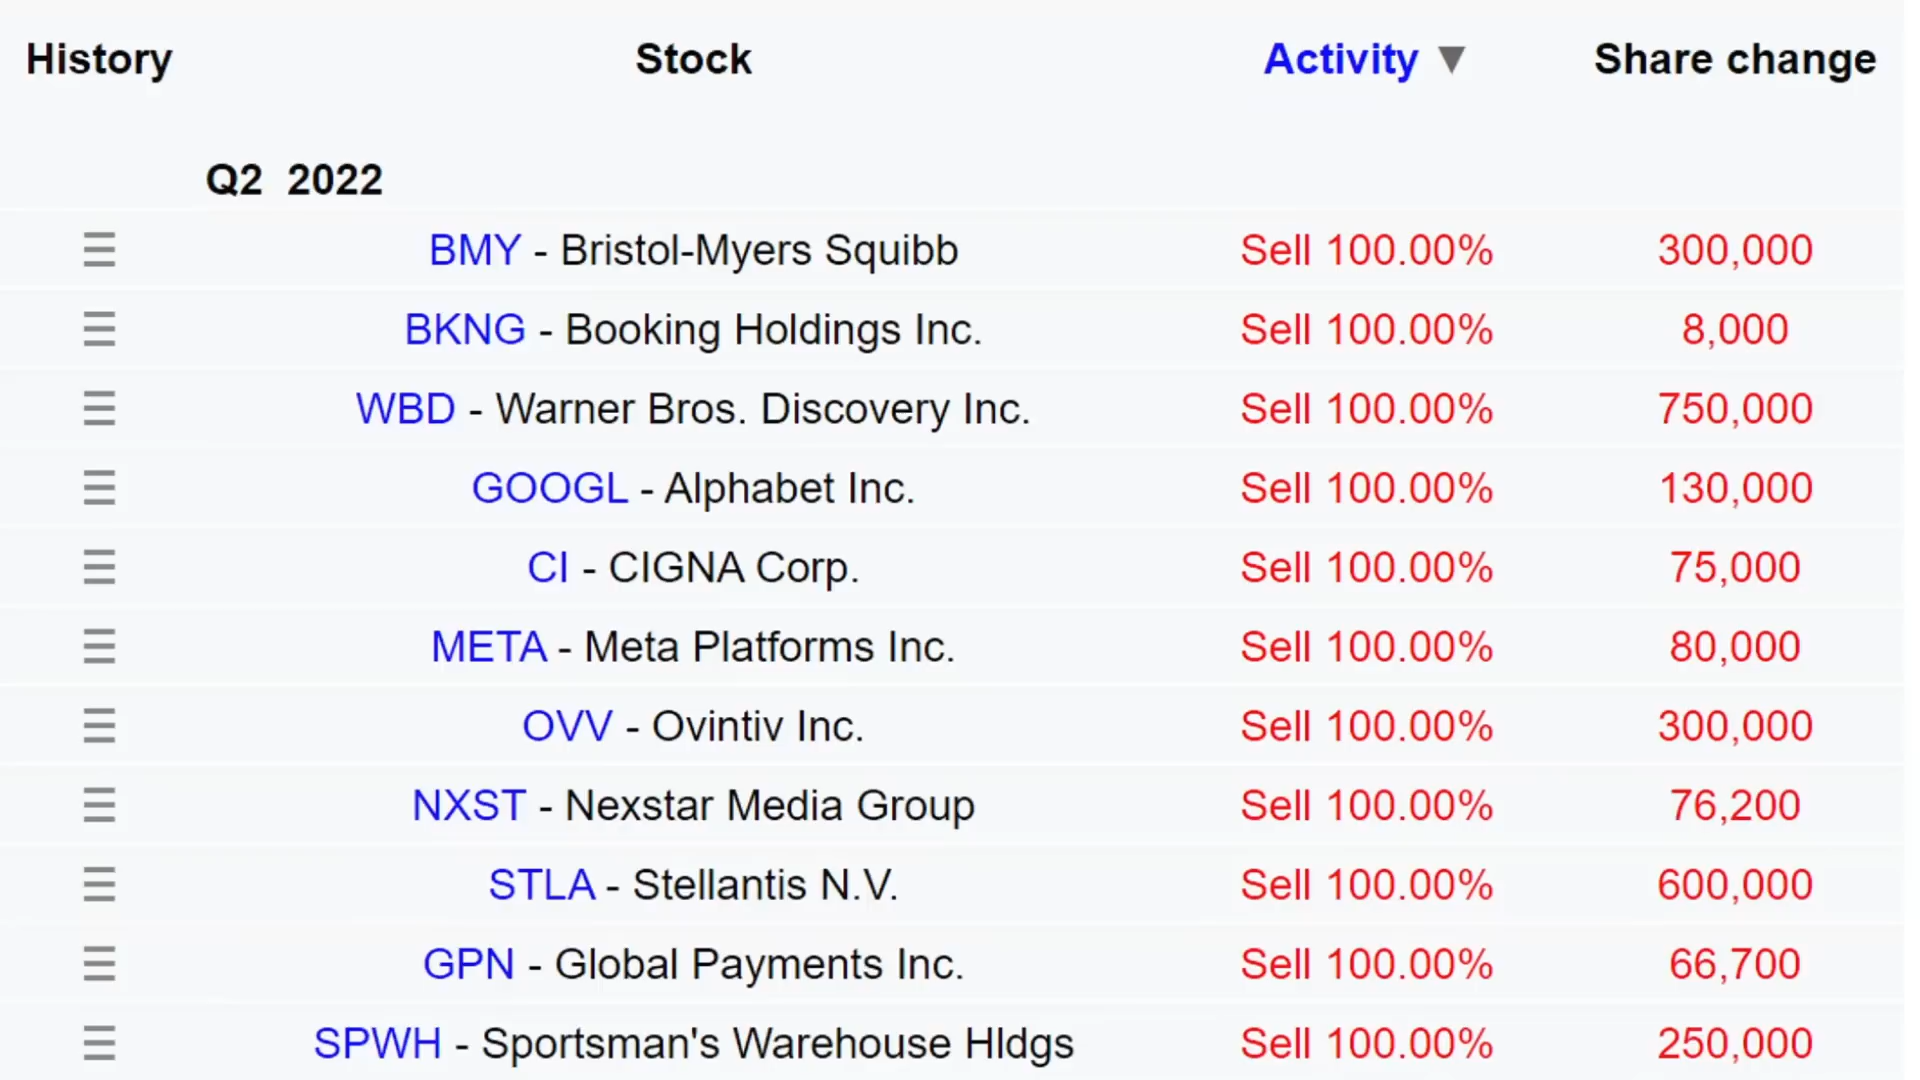 History Stock Activity ▼ Share change
Q2 2022
BMY - Bristol-Myers Squibb Sell 100.00% 300,000
BKNG - Booking Holdings Inc. Sell 100.00% 8,000
WBD - Warner Bros. Discovery Inc. Sell 100.00% 750,000
GOOGL - Alphabet Inc. Sell 100.00% 130,000
CI - CIGNA Corp. Sell 100.00% 75,000
META - Meta Platforms Inc. Sell 100.00% 80,000
OVV - Ovintiv Inc. Sell 100.00% 300,000
NXST - Nexstar Media Group Sell 100.00% 76,200
STLA - Stellantis N.V. Sell 100.00% 600,000
GPN - Global Payments Inc. Sell 100.00% 66,700
SPWH - Sportsman's Warehouse Hldgs Sell 100.00% 250,000